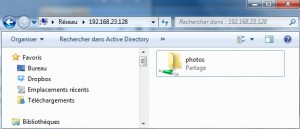 Réseau ▸ 192.168.23.128
Rechercher dans : 192.168.23.128
Organiser
Rechercher dans Active Directory
»
Favoris
Bureau
Dropbox
Emplacements récents
Téléchargements
Bibliothèques
photos
Partage